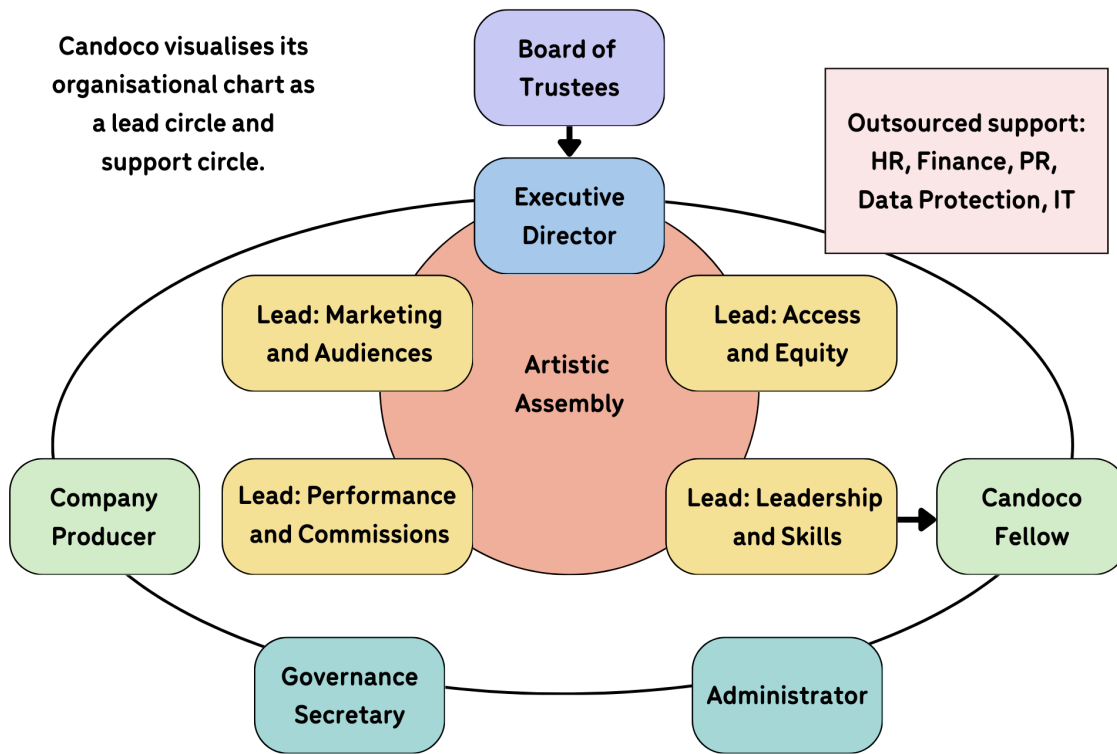 Candoco visualises its
organisational chart as
a lead circle and
support circle.
Board of
Trustees
Outsourced support:
HR, Finance, PR,
Data Protection, IT
Executive
Director
Lead: Marketing
and Audiences
Lead: Access
and Equity
Artistic
Assembly
Company
Producer
Lead: Performance
and Commissions
Lead: Leadership
and Skills
Candoco
Fellow
Governance
Secretary
Administrator